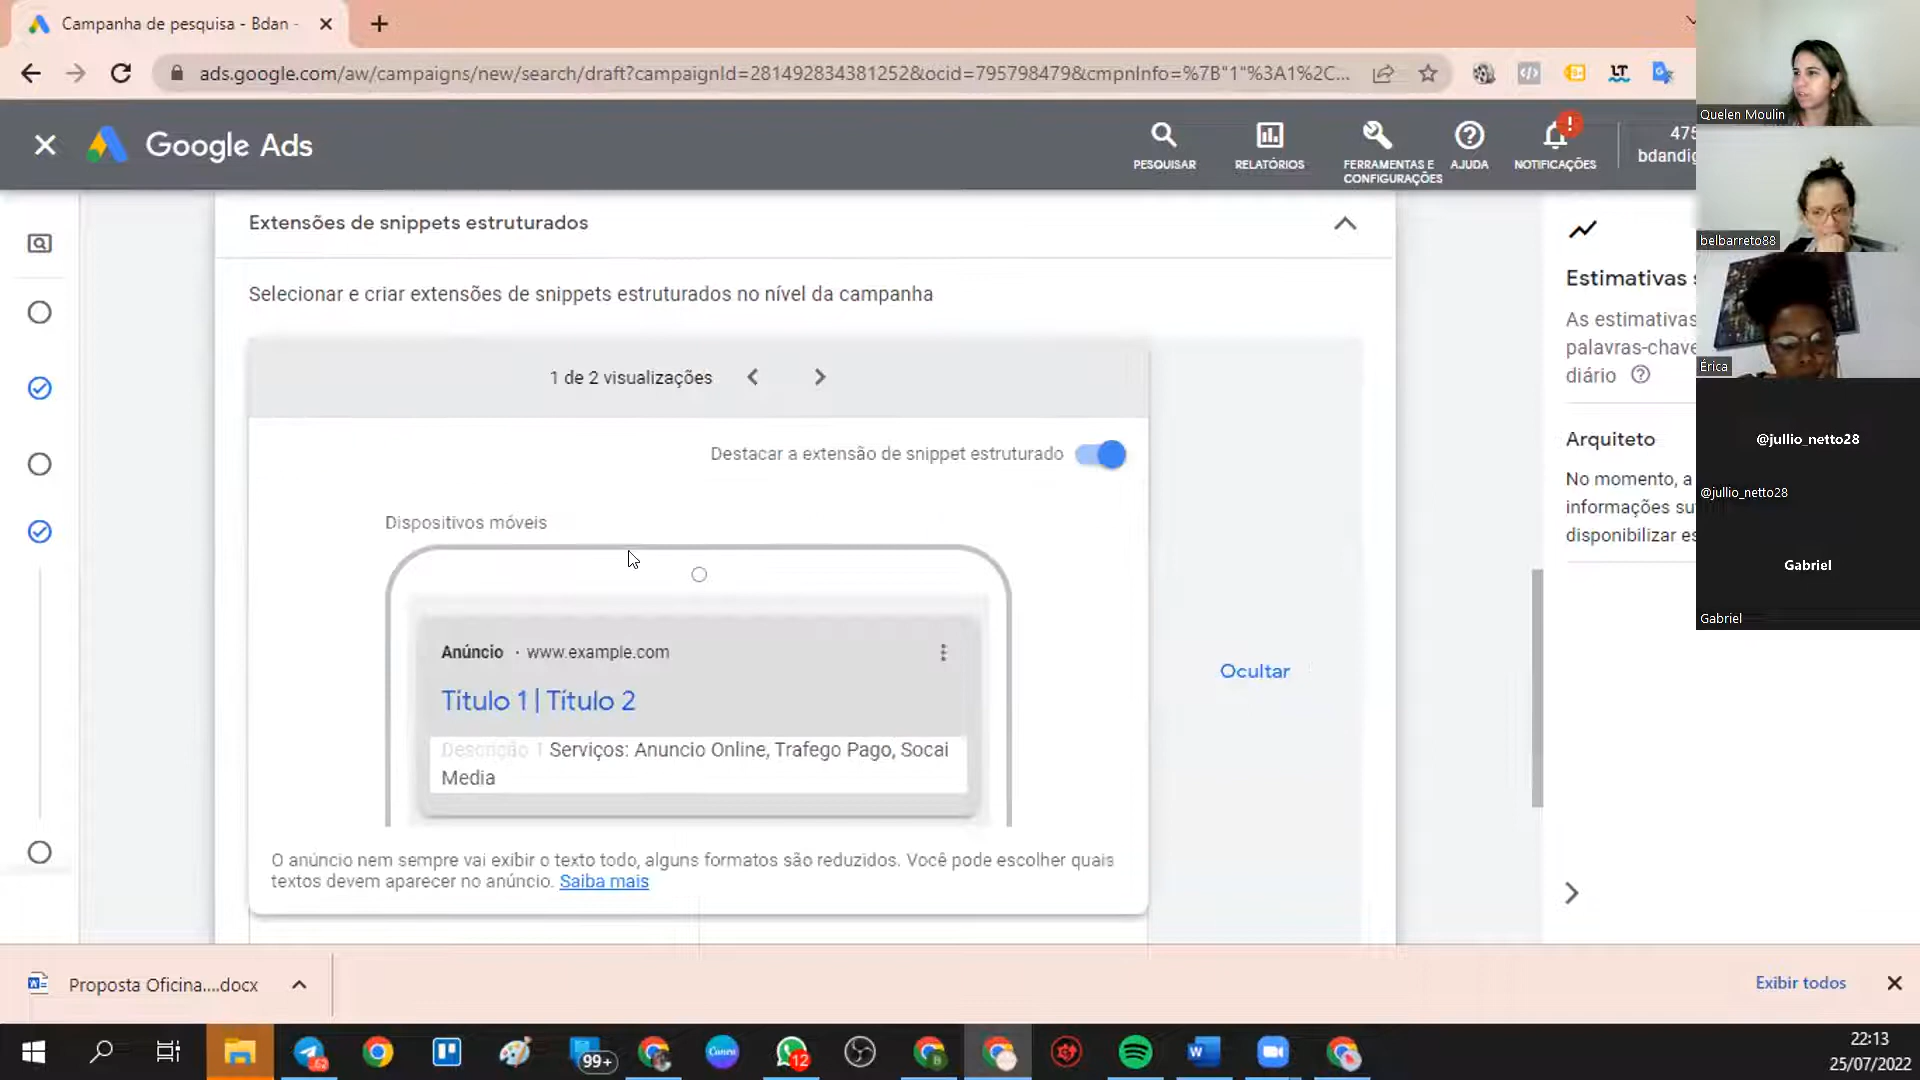 Campanha de pesquisa - Bdan -
ads.google.com/aw/campaigns/new/search/draft?campaignId=281492834381252&ocid=795798479&cmpnInfo=%7B"1"%3A1%2C...
Google Ads
PESQUISAR
RELATÓRIOS
FERRAMENTAS E
CONFIGURAÇÕES
AJUDA
NOTIFICAÇÕES
475
bdandig
Extensões de snippets estruturados
Selecionar e criar extensões de snippets estruturados no nível da campanha
1 de 2 visualizações
Destacar a extensão de snippet estruturado
Dispositivos móveis
Anúncio · www.example.com
Título 1 | Título 2
Descrição 1 Serviços: Anuncio Online, Trafego Pago, Socai
Media
O anúncio nem sempre vai exibir o texto todo, alguns formatos são reduzidos. Você pode escolher quais
textos devem aparecer no anúncio. Saiba mais
Ocultar
Estimativas s
As estimativas
palavras-chave
diário
Arquiteto
No momento, a
informações su
disponibilizar es
Quelen Moulin
belbarreto88
Érica
@jullio_netto28
@jullio_netto28
Gabriel
Gabriel
Proposta Oficina....docx
Exibir todos
99+
Canva
12
22:13
25/07/2022